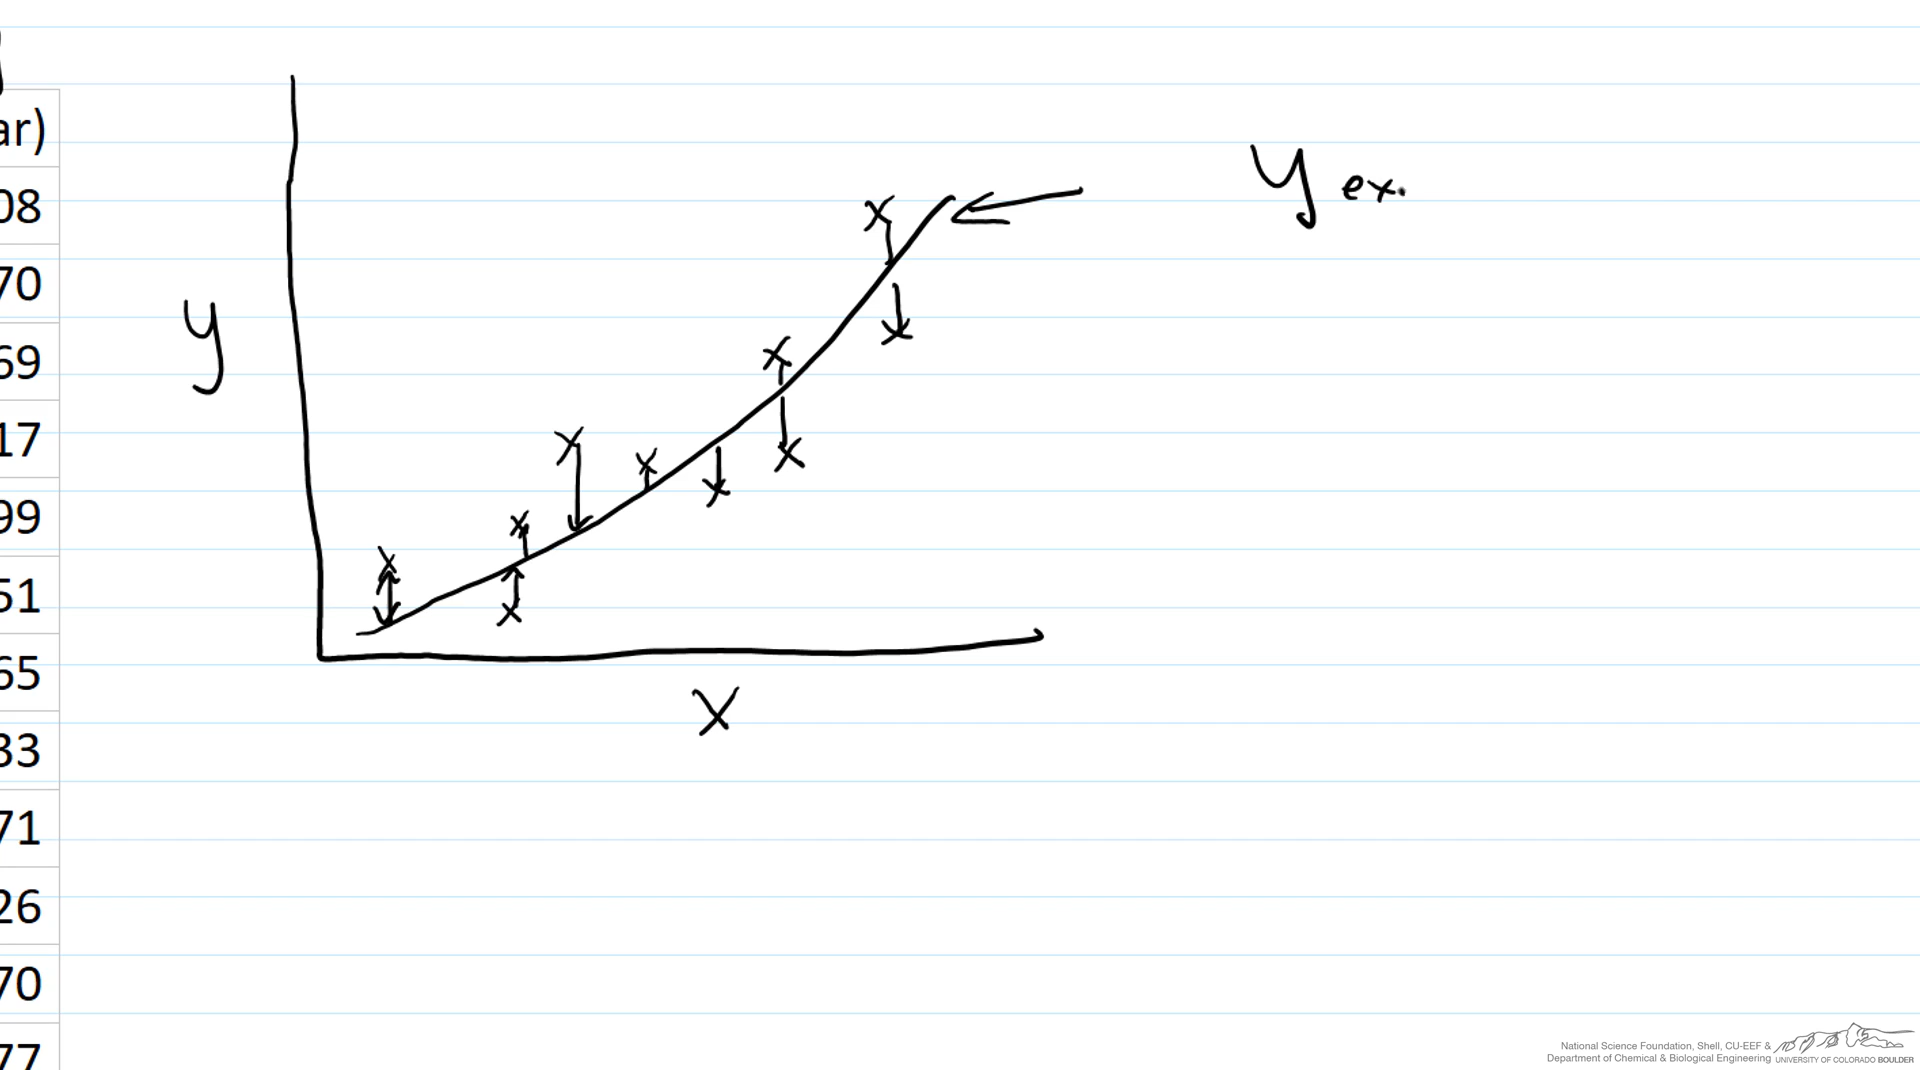 ar)
08
70
69
17
99
51
65
33
71
26
70
77
y
x
y ex
National Science Foundation, Shell, CU-EEF &
Department of Chemical & Biological Engineering
UNIVERSITY OF COLORADO BOULDER